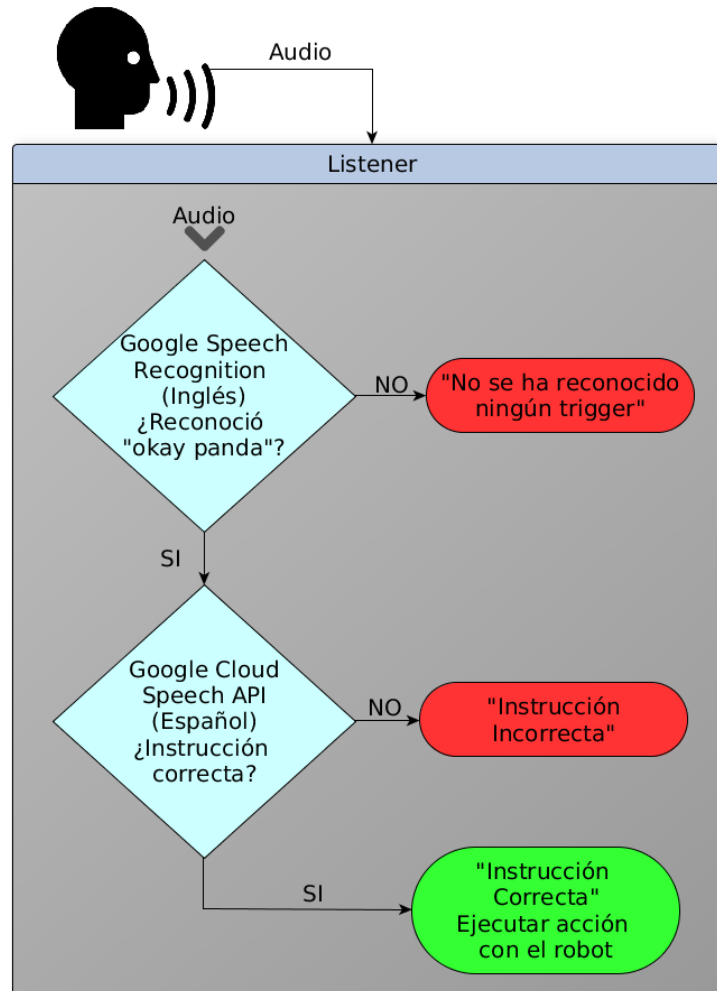 Audio
Listener
Audio
Google Speech
Recognition
(Inglés)
¿Reconoció
"okay panda"?
NO
"No se ha reconocido
ningún trigger"
SI
Google Cloud
Speech API
(Español)
¿Instrucción
correcta?
NO
"Instrucción
Incorrecta"
SI
"Instrucción
Correcta"
Ejecutar acción
con el robot